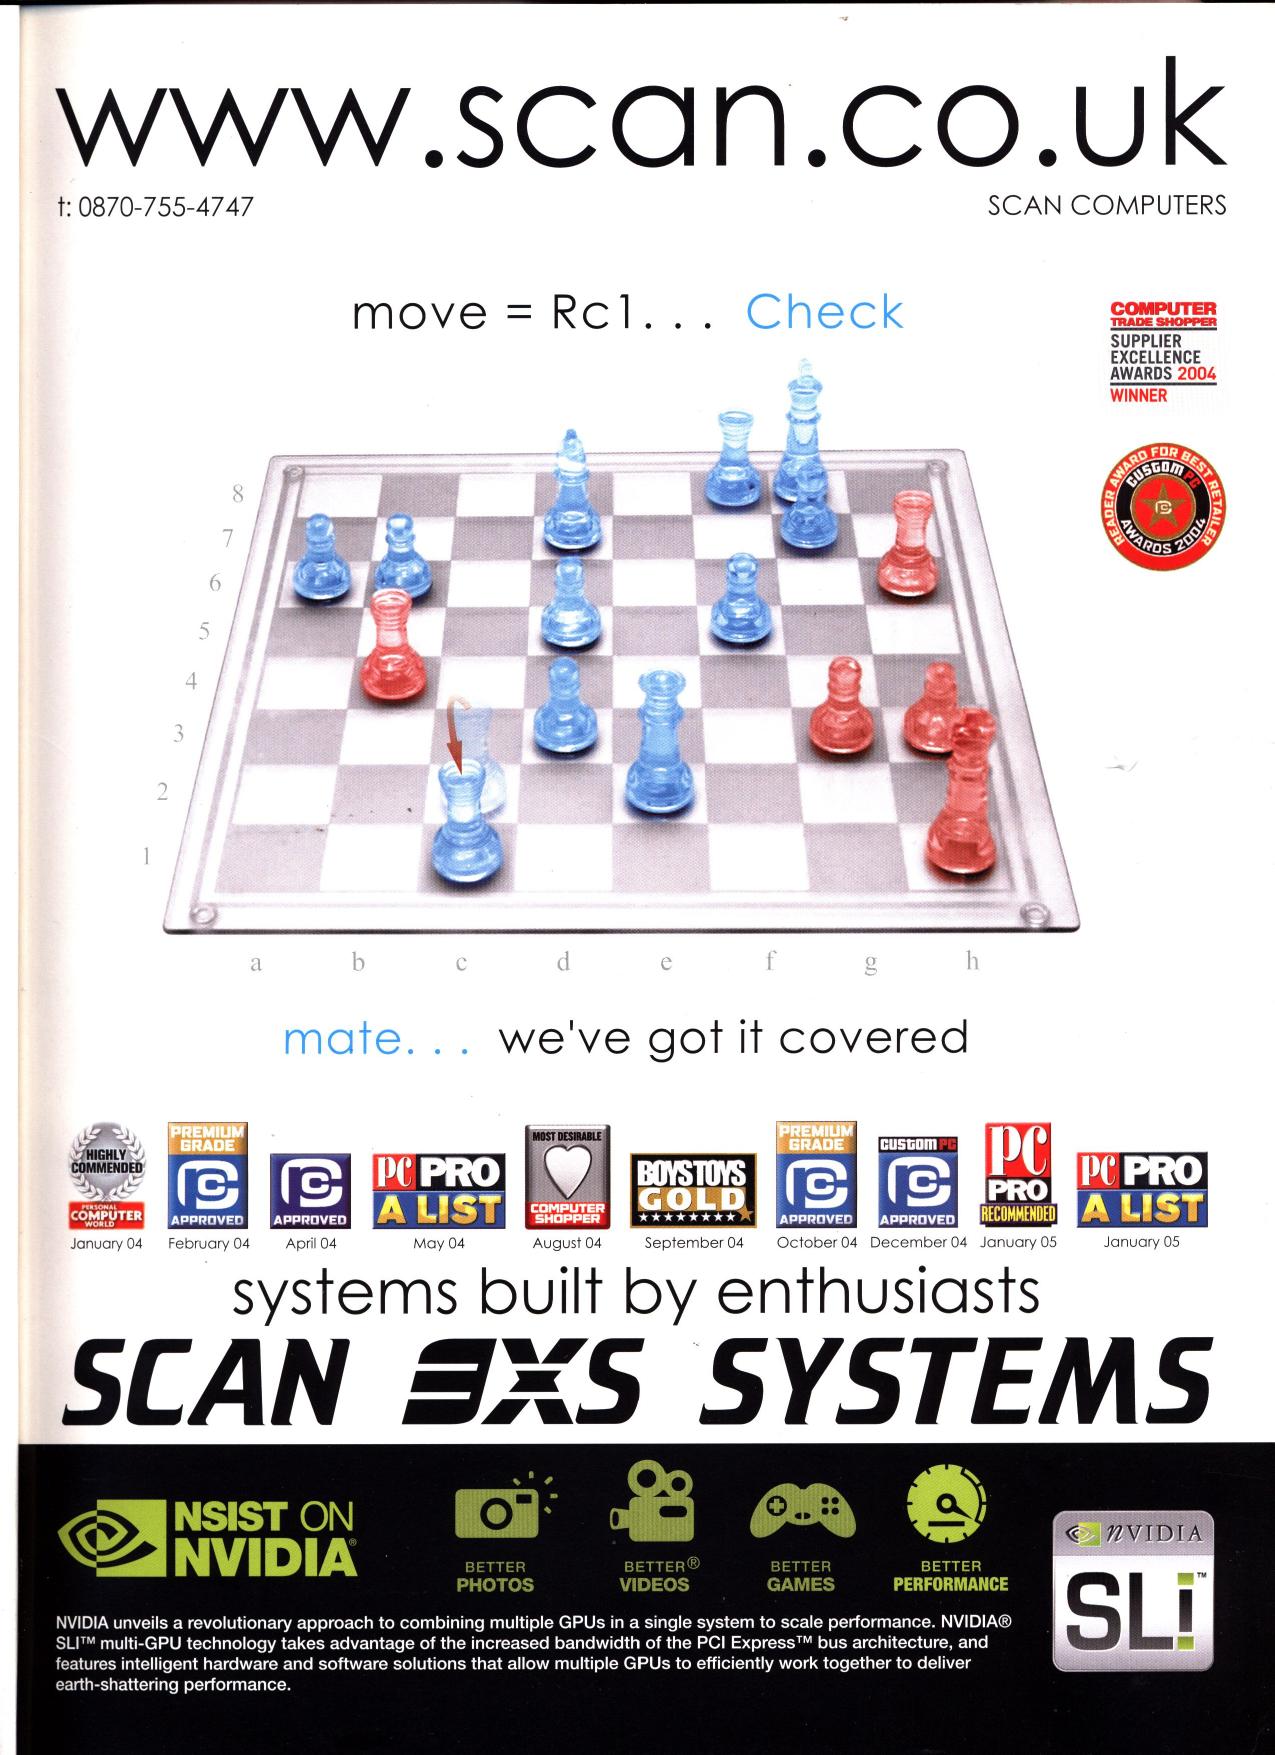 www.scan.co.uk
t: 0870-755-4747
SCAN COMPUTERS
move = Rc1. . . Check
COMPUTER
TRADE SHOPPER
SUPPLIER
EXCELLENCE
AWARDS 2004
WINNER
READER AWARD FOR BEST RETAILER
CUSTOM PC
AWARDS 2004
8
7
6
5
4
3
2
1
a b c d e f g h
mate. . . we've got it covered
HIGHLY
COMMENDED
PERSONAL
COMPUTER
WORLD
January 04
PREMIUM
GRADE
APPROVED
February 04
APPROVED
April 04
PC PRO
A LIST
May 04
MOST DESIRABLE
COMPUTER
SHOPPER
August 04
BOYS TOYS
GOLD
September 04
PREMIUM
GRADE
APPROVED
October 04
CUSTOM PC
APPROVED
December 04
PC
PRO
RECOMMENDED
January 05
PC PRO
A LIST
January 05
systems built by enthusiasts
SCAN 3XS SYSTEMS
NSIST ON
NVIDIA®
BETTER
PHOTOS
BETTER®
VIDEOS
BETTER
GAMES
BETTER
PERFORMANCE
NVIDIA
SLi™
NVIDIA unveils a revolutionary approach to combining multiple GPUs in a single system to scale performance. NVIDIA®
SLI™ multi-GPU technology takes advantage of the increased bandwidth of the PCI Express™ bus architecture, and
features intelligent hardware and software solutions that allow multiple GPUs to efficiently work together to deliver
earth-shattering performance.